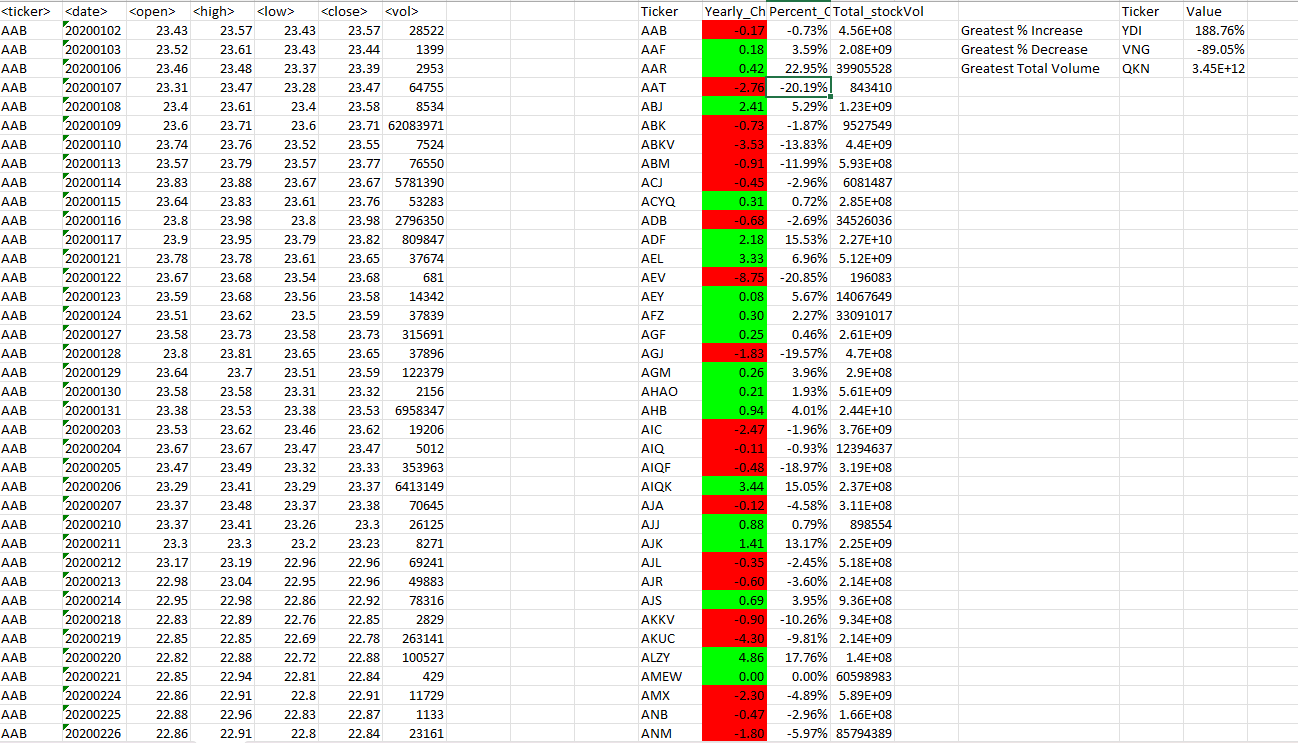 <ticker> <date> <open> <high> <low> <close> <vol> Ticker Yearly_Ch Percent_C Total_stockVol Ticker Value
AAB 20200102 23.43 23.57 23.43 23.57 28522 AAB -0.17 -0.73% 4.56E+08 Greatest % Increase YDI 188.76%
AAB 20200103 23.52 23.61 23.43 23.44 1399 AAF 0.18 3.59% 2.08E+09 Greatest % Decrease VNG -89.05%
AAB 20200106 23.46 23.48 23.37 23.39 2953 AAR 0.42 22.95% 39905528 Greatest Total Volume QKN 3.45E+12
AAB 20200107 23.31 23.47 23.28 23.47 64755 AAT -2.76 -20.19% 843410
AAB 20200108 23.4 23.61 23.4 23.58 8534 ABJ 2.41 5.29% 1.23E+09
AAB 20200109 23.6 23.71 23.6 23.71 62083971 ABK -0.73 -1.87% 9527549
AAB 20200110 23.74 23.76 23.52 23.55 7524 ABKV -3.53 -13.83% 4.4E+09
AAB 20200113 23.57 23.79 23.57 23.77 76550 ABM -0.91 -11.99% 5.93E+08
AAB 20200114 23.83 23.88 23.67 23.67 5781390 ACJ -0.45 -2.96% 6081487
AAB 20200115 23.64 23.83 23.61 23.76 53283 ACYQ 0.31 0.72% 2.85E+08
AAB 20200116 23.8 23.98 23.8 23.98 2796350 ADB -0.68 -2.69% 34526036
AAB 20200117 23.9 23.95 23.79 23.82 809847 ADF 2.18 15.53% 2.27E+10
AAB 20200121 23.78 23.78 23.61 23.65 37674 AEL 3.33 6.96% 5.12E+09
AAB 20200122 23.67 23.68 23.54 23.68 681 AEV -8.75 -20.85% 196083
AAB 20200123 23.59 23.68 23.56 23.58 14342 AEY 0.08 5.67% 14067649
AAB 20200124 23.51 23.62 23.5 23.59 37839 AFZ 0.30 2.27% 33091017
AAB 20200127 23.58 23.73 23.58 23.73 315691 AGF 0.25 0.46% 2.61E+09
AAB 20200128 23.8 23.81 23.65 23.65 37896 AGJ -1.83 -19.57% 4.7E+08
AAB 20200129 23.64 23.7 23.51 23.59 122379 AGM 0.26 3.96% 2.9E+08
AAB 20200130 23.58 23.58 23.31 23.32 2156 AHAO 0.21 1.93% 5.61E+09
AAB 20200131 23.38 23.53 23.38 23.53 6958347 AHB 0.94 4.01% 2.44E+10
AAB 20200203 23.53 23.62 23.46 23.62 19206 AIC -2.47 -1.96% 3.76E+09
AAB 20200204 23.67 23.67 23.47 23.47 5012 AIQ -0.11 -0.93% 12394637
AAB 20200205 23.47 23.49 23.32 23.33 353963 AIQF -0.48 -18.97% 3.19E+08
AAB 20200206 23.29 23.41 23.29 23.37 6413149 AIQK 3.44 15.05% 2.37E+08
AAB 20200207 23.37 23.48 23.37 23.38 70645 AJA -0.12 -4.58% 3.11E+08
AAB 20200210 23.37 23.41 23.26 23.3 26125 AJJ 0.88 0.79% 898554
AAB 20200211 23.3 23.3 23.2 23.23 8271 AJK 1.41 13.17% 2.25E+09
AAB 20200212 23.17 23.19 22.96 22.96 69241 AJL -0.35 -2.45% 5.18E+08
AAB 20200213 22.98 23.04 22.95 22.96 49883 AJR -0.60 -3.60% 2.14E+08
AAB 20200214 22.95 22.98 22.86 22.92 78316 AJS 0.69 3.95% 9.36E+08
AAB 20200218 22.83 22.89 22.76 22.85 2829 AKKV -0.90 -10.26% 9.34E+08
AAB 20200219 22.85 22.85 22.69 22.78 263141 AKUC -4.30 -9.81% 2.14E+09
AAB 20200220 22.82 22.88 22.72 22.88 100527 ALZY 4.86 17.76% 1.4E+08
AAB 20200221 22.85 22.94 22.81 22.84 429 AMEW 0.00 0.00% 60598983
AAB 20200224 22.86 22.91 22.8 22.91 11729 AMX -2.30 -4.89% 5.89E+09
AAB 20200225 22.88 22.96 22.83 22.87 1133 ANB -0.47 -2.96% 1.66E+08
AAB 20200226 22.86 22.91 22.8 22.84 23161 ANM -1.80 -5.97% 85794389